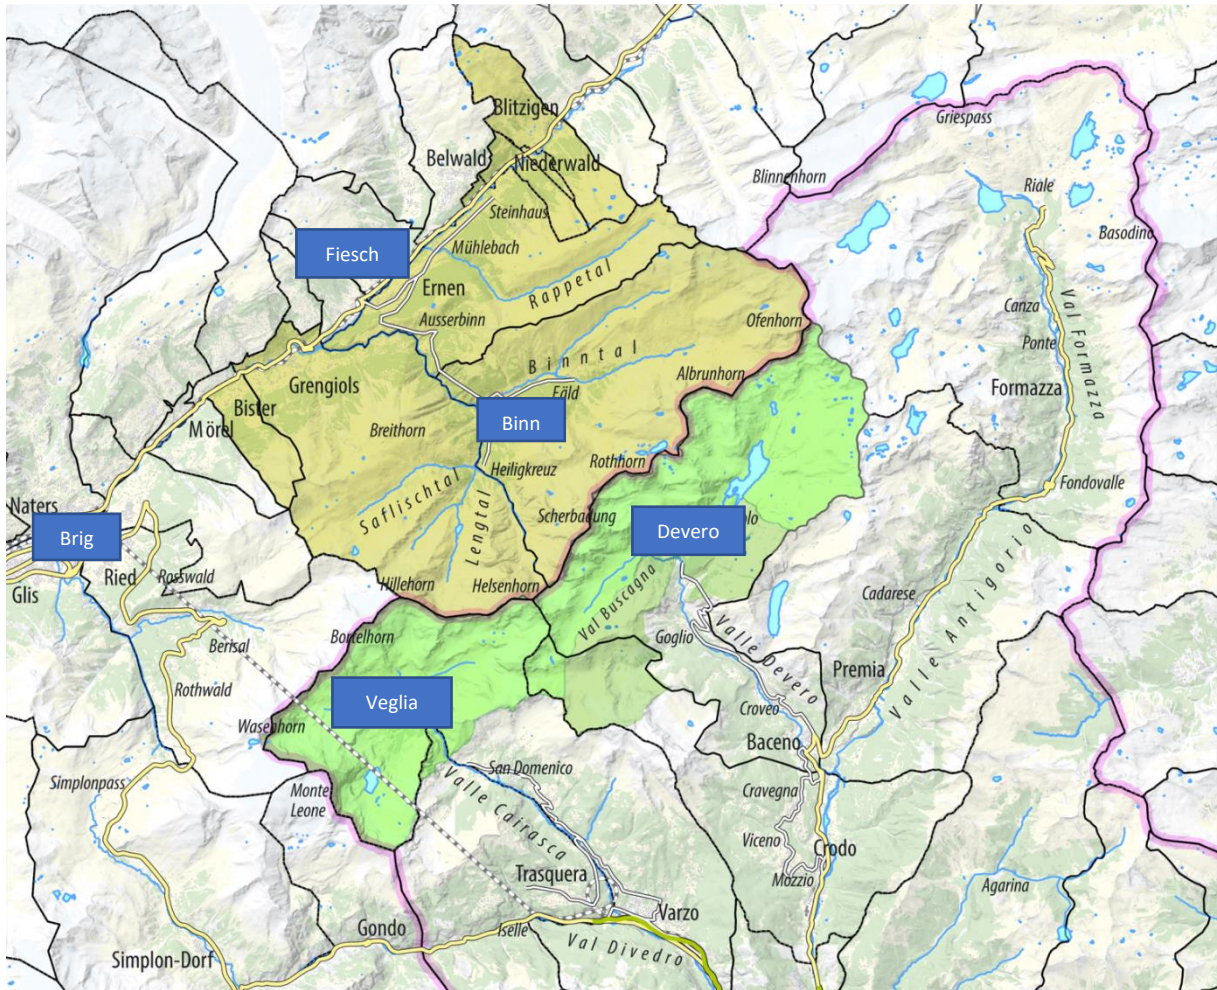 Blitzigen
Griespass
Belwald
Niederwald
Blinnenhorn
Riale
Steinhaus
Basodino
Fiesch
Mühlebach
Rappetal
Ernen
Val Formazza
Canza
Ausserbinn
Ofenhorn
Ponte
Binntal
Albrunhorn
Formazza
Grengiols
Fäld
Bister
Mörel
Binn
Breithorn
Rothhorn
Heiligkreuz
Fondovalle
Naters
Saflischtal
Lengtal
Scherbadung
Brig
Devero
olo
Valle Antigorio
Ried
Rosswald
Glis
Hillehorn
Helsenhorn
Val Buscagna
Cadarese
Bortelhorn
Goglio
Valle Devero
Berisal
Premia
Rothwald
Veglia
Croveo
Wasenhorn
Baceno
Simplonpass
San Domenico
Monte
Leone
Valle Cairasca
Cravegna
Viceno
Crodo
Trasquera
Mozzio
Agarina
Varzo
Gondo
Iselle
Val Divedro
Simplon-Dorf